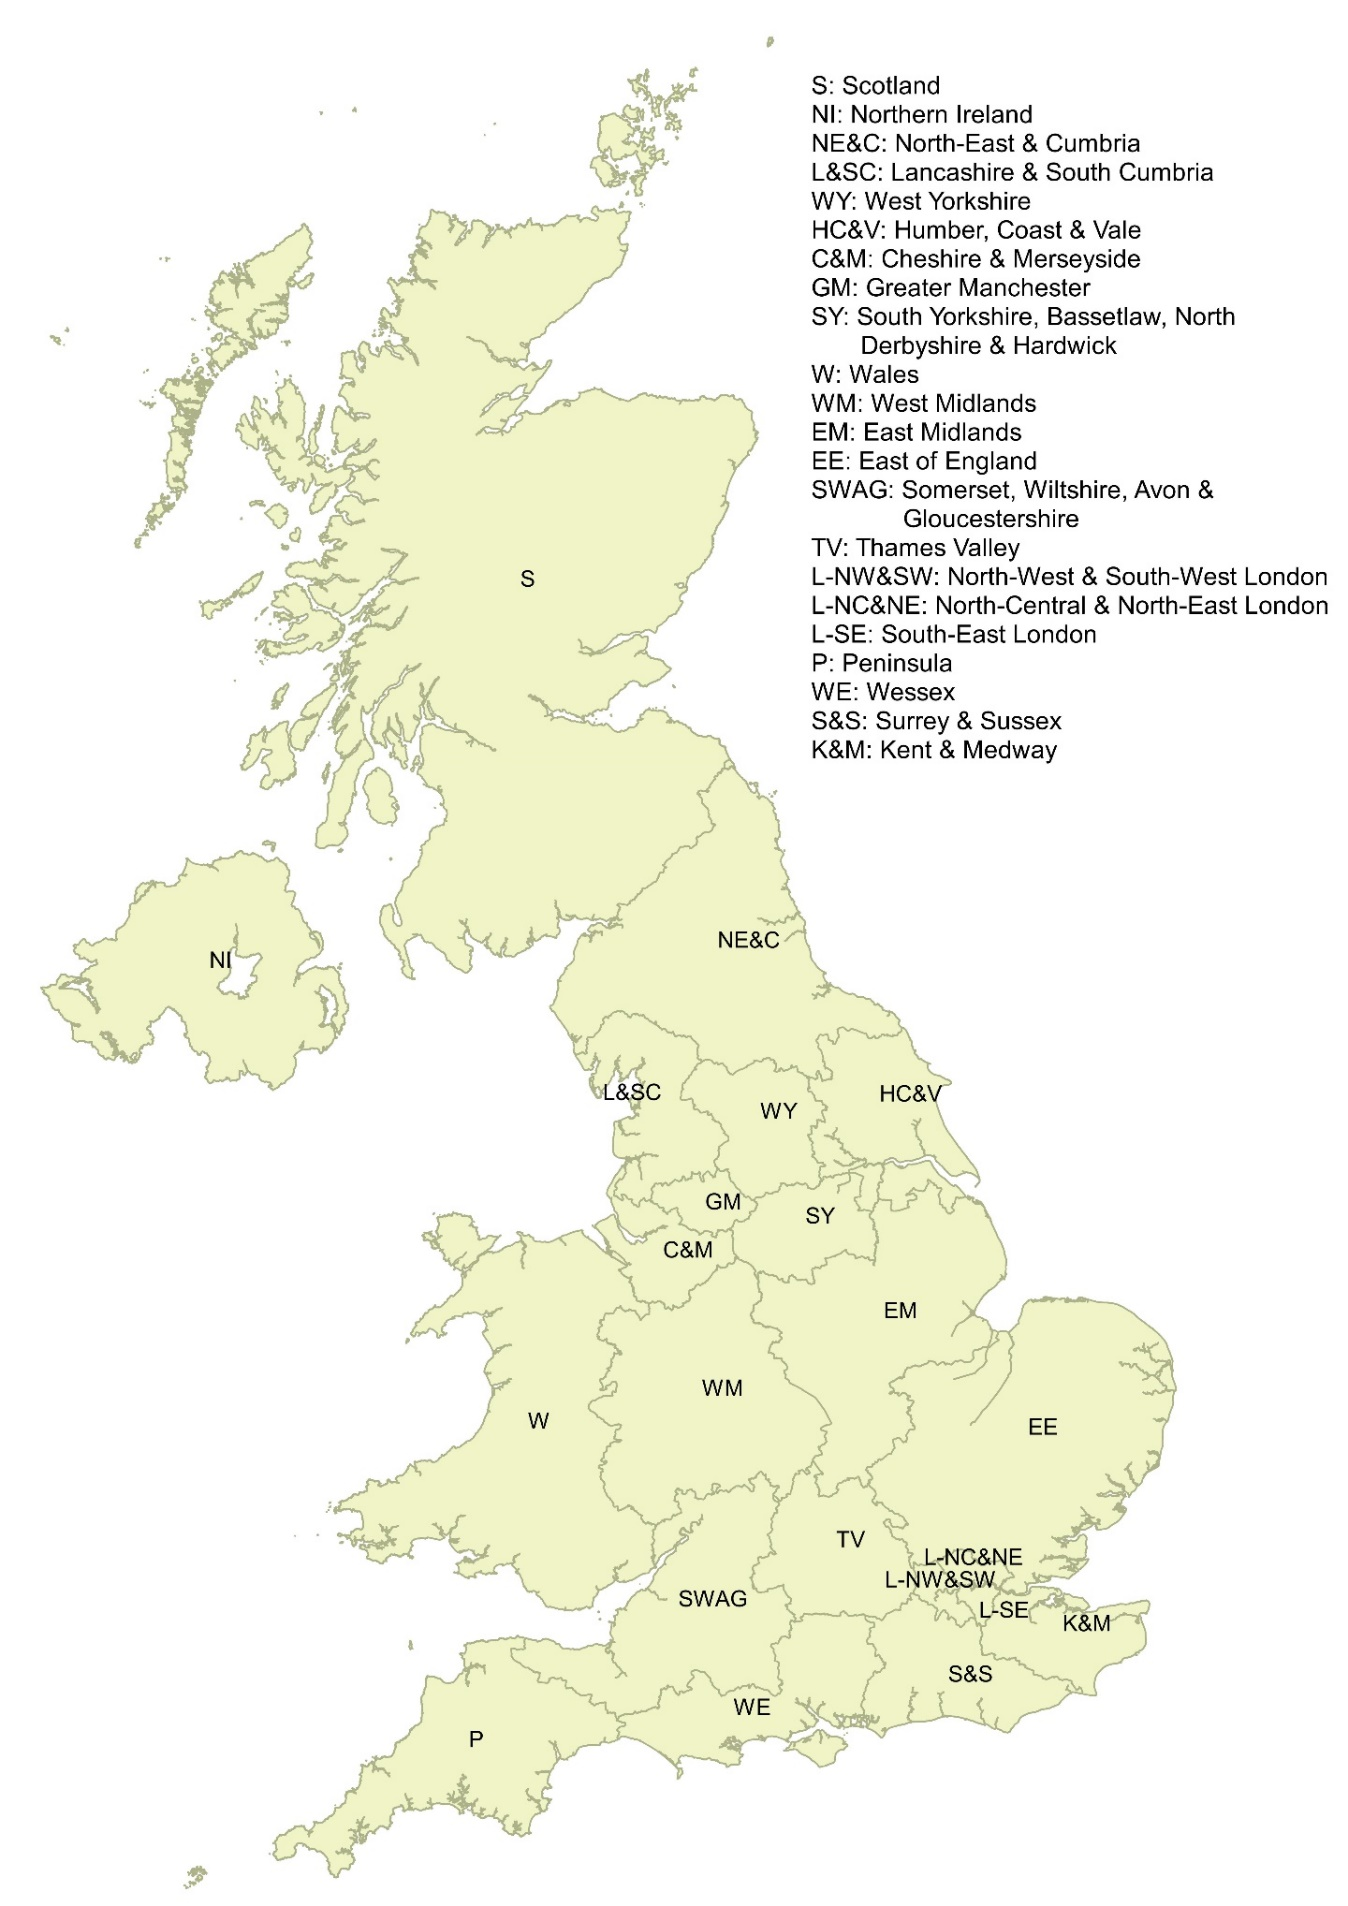 S: Scotland
NI: Northern Ireland
NE&C: North-East & Cumbria
L&SC: Lancashire & South Cumbria
WY: West Yorkshire
HC&V: Humber, Coast & Vale
C&M: Cheshire & Merseyside
GM: Greater Manchester
SY: South Yorkshire, Bassetlaw, North
Derbyshire & Hardwick
W: Wales
WM: West Midlands
EM: East Midlands
EE: East of England
SWAG: Somerset, Wiltshire, Avon &
Gloucestershire
TV: Thames Valley
L-NW&SW: North-West & South-West London
L-NC&NE: North-Central & North-East London
L-SE: South-East London
P: Peninsula
WE: Wessex
S&S: Surrey & Sussex
K&M: Kent & Medway
S
NE&C
NI
L&SC
HC&V
WY
GM
SY
C&M
EM
WM
W
EE
TV
L-NC&NE
L-NW&SW
SWAG
L-SE
K&M
S&S
WE
P